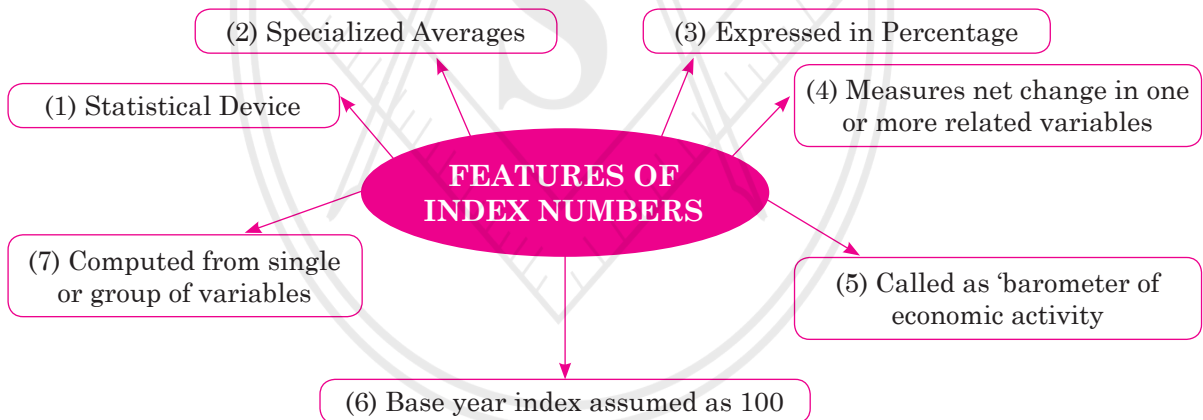 (2) Specialized Averages
(3) Expressed in Percentage
(1) Statistical Device
(4) Measures net change in one
or more related variables
FEATURES OF
INDEX NUMBERS
(7) Computed from single
or group of variables
(5) Called as ‘barometer of
economic activity
(6) Base year index assumed as 100